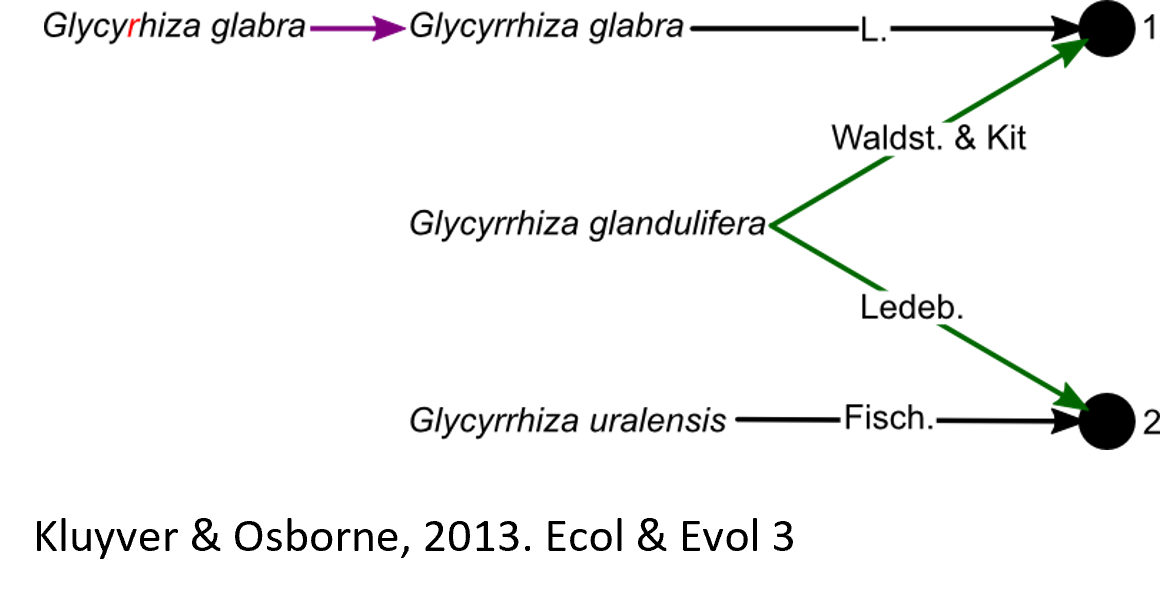 Glycyrhiza glabra Glycyrrhiza glabra L. 1
Waldst. & Kit
Glycyrrhiza glandulifera
Ledeb.
Glycyrrhiza uralensis Fisch. 2
Kluyver & Osborne, 2013. Ecol & Evol 3